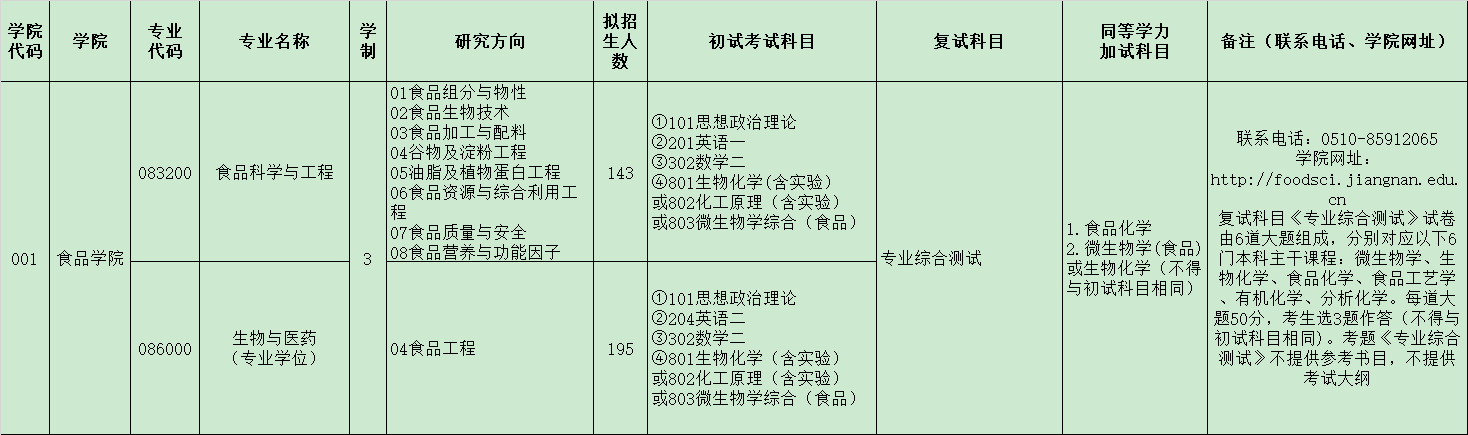 学院
代码
学院
专业
代码
专业名称
学
制
研究方向
拟招
生人
数
初试考试科目
复试科目
同等学力
加试科目
备注（联系电话、学院网址）
001
食品学院
083200
食品科学与工程
3
01食品组分与物性
02食品生物技术
03食品加工与配料
04谷物及淀粉工程
05油脂及植物蛋白工程
06食品资源与综合利用工
程
07食品质量与安全
08食品营养与功能因子
143
①101思想政治理论
②201英语一
③302数学二
④801生物化学(含实验）
或802化工原理（含实验）
或803微生物学综合（食品）
专业综合测试
1.食品化学
2.微生物学(食品)
或生物化学（不得
与初试科目相同）
联系电话：0510-85912065
学院网址：
http://foodsci.jiangnan.edu.
cn
复试科目《专业综合测试》试卷
由6道大题组成，分别对应以下6
门本科主干课程：微生物学、生
物化学、食品化学、食品工艺学
、有机化学、分析化学。每道大
题50分，考生选3题作答（不得与
初试科目相同)。考题《专业综合
测试》不提供参考书目，不提供
考试大纲
086000
生物与医药
（专业学位）
04食品工程
195
①101思想政治理论
②204英语二
③302数学二
④801生物化学（含实验）
或802化工原理（含实验）
或803微生物学综合（食品）